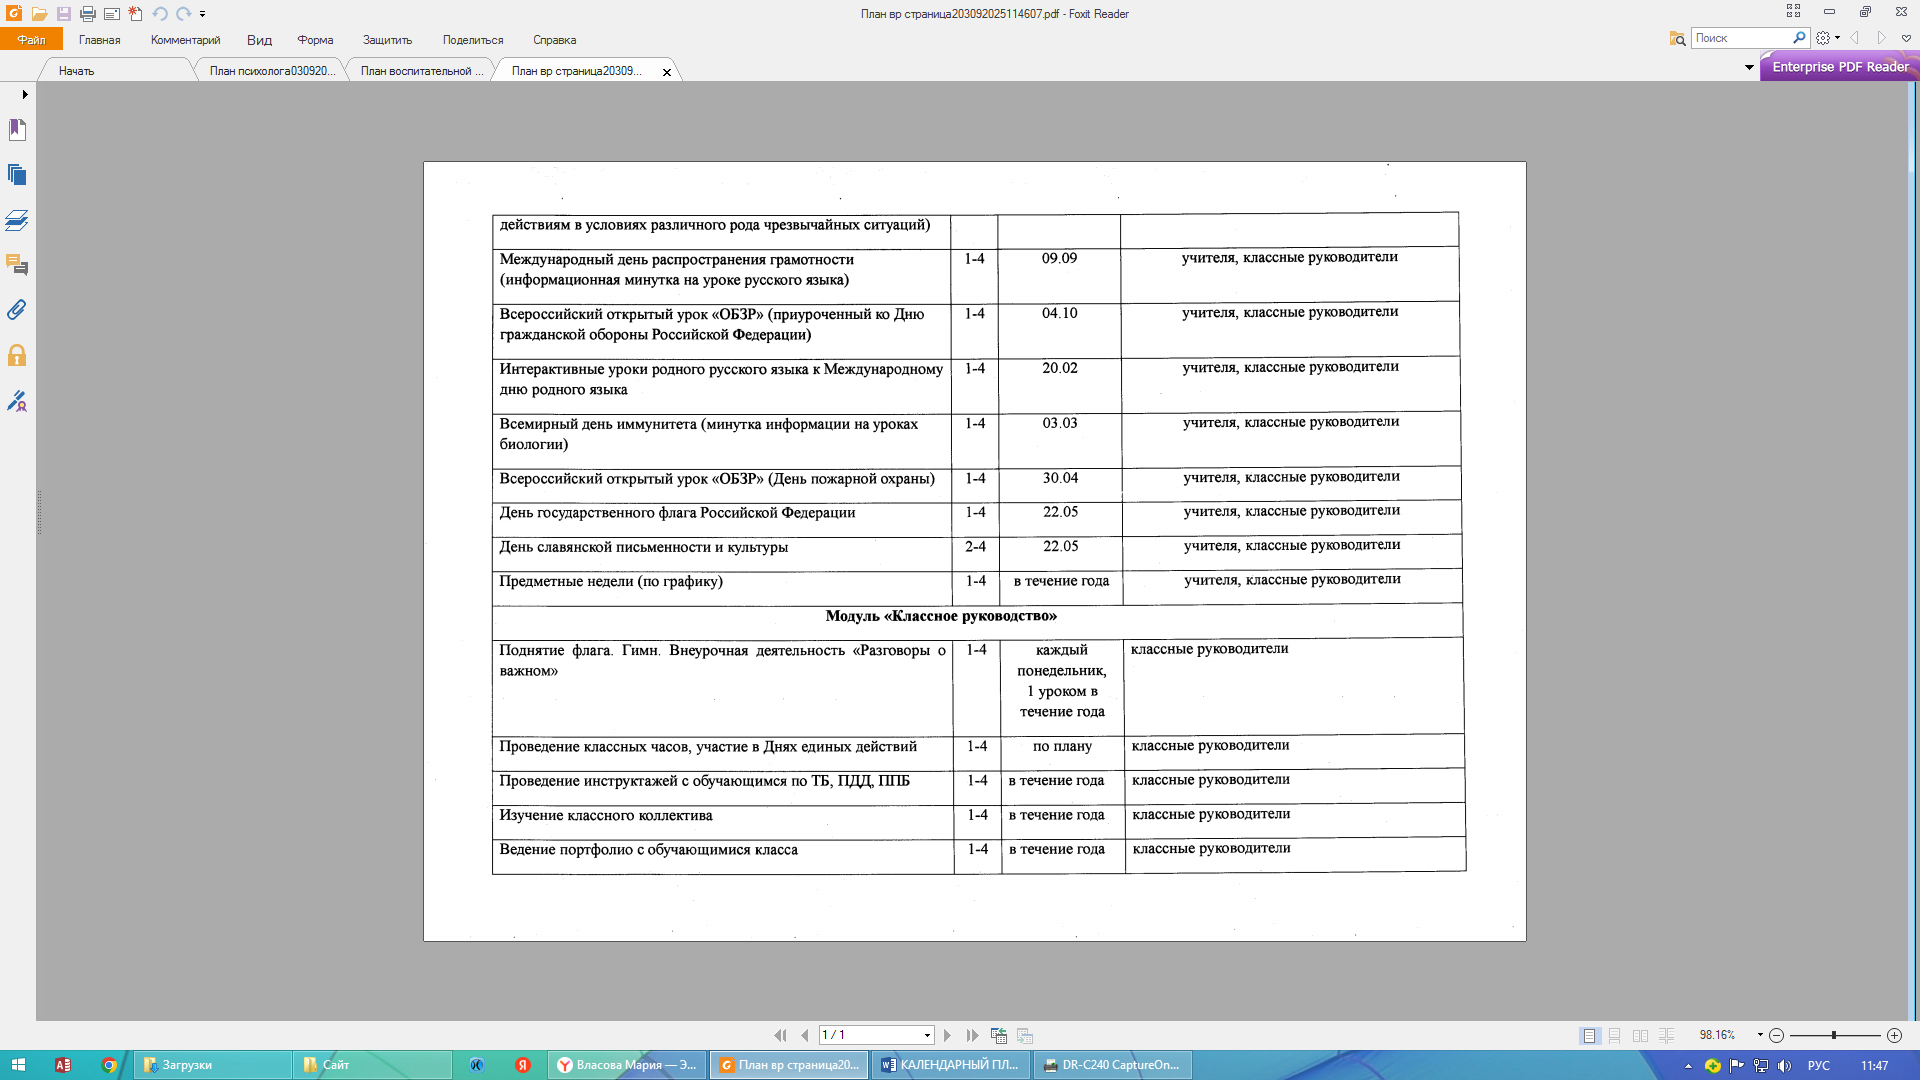 План вр страница203092025114607.pdf - Foxit Reader
Файл Главная Комментарий Вид Форма Защитить Поделиться Справка
Поиск
Начать План психолога030920... План воспитательной ... План вр страница20309...
Enterprise PDF Reader
действиям в условиях различного рода чрезвычайных ситуаций)
Международный день распространения грамотности 1-4 09.09 учителя, классные руководители
(информационная минутка на уроке русского языка)
Всероссийский открытый урок «ОБЗР» (приуроченный ко Дню 1-4 04.10 учителя, классные руководители
гражданской обороны Российской Федерации)
Интерактивные уроки родного русского языка к Международному 1-4 20.02 учителя, классные руководители
дню родного языка
Всемирный день иммунитета (минутка информации на уроках 1-4 03.03 учителя, классные руководители
биологии)
Всероссийский открытый урок «ОБЗР» (День пожарной охраны) 1-4 30.04 учителя, классные руководители
День государственного флага Российской Федерации 1-4 22.05 учителя, классные руководители
День славянской письменности и культуры 2-4 22.05 учителя, классные руководители
Предметные недели (по графику) 1-4 в течение года учителя, классные руководители
Модуль «Классное руководство»
Поднятие флага. Гимн. Внеурочная деятельность «Разговоры о 1-4 каждый классные руководители
важном» понедельник,
1 уроком в
течение года
Проведение классных часов, участие в Днях единых действий 1-4 по плану классные руководители
Проведение инструктажей с обучающимся по ТБ, ПДД, ППБ 1-4 в течение года классные руководители
Изучение классного коллектива 1-4 в течение года классные руководители
Ведение портфолио с обучающимися класса 1-4 в течение года классные руководители
1 / 1
98.16%
Загрузки Сайт Власова Мария — Э... План вр страница20... КАЛЕНДАРНЫЙ ПЛ... DR-C240 CaptureOn... РУС 11:47